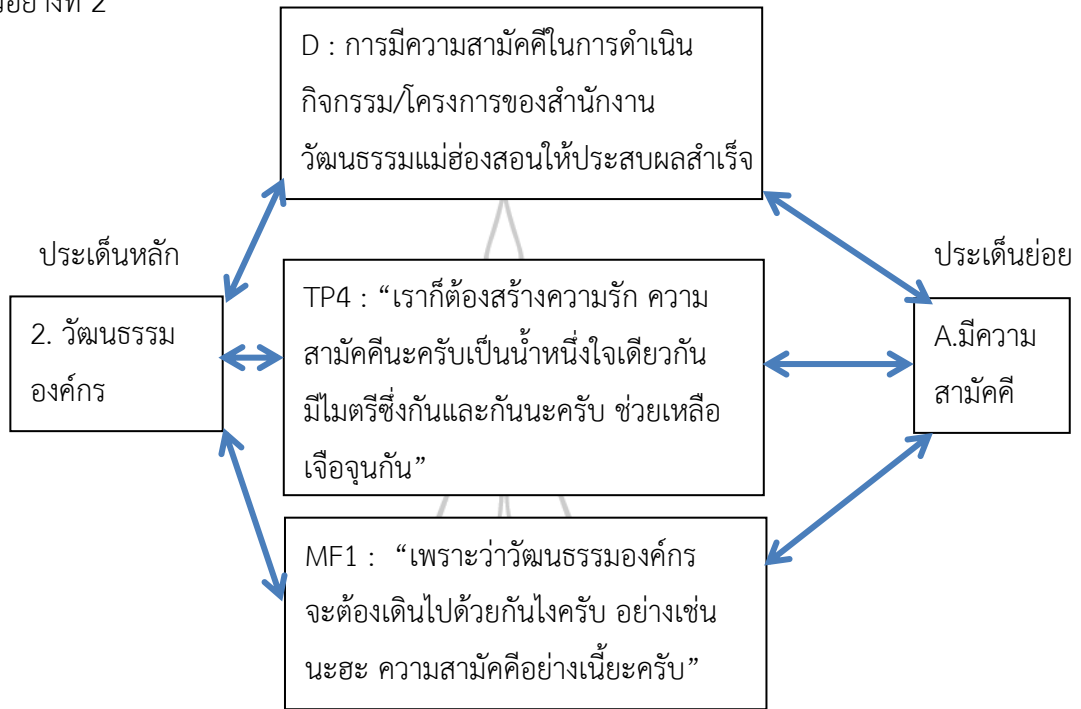 อย่างที่ 2
D : การมีความสามัคคีในการดำเนิน
กิจกรรม/โครงการของสำนักงาน
วัฒนธรรมแม่ฮ่องสอนให้ประสบผลสำเร็จ
ประเด็นหลัก
ประเด็นย่อย
2. วัฒนธรรม
องค์กร
TP4 : “เราก็ต้องสร้างความรัก ความ
สามัคคีนะครับเป็นน้ำหนึ่งใจเดียวกัน
มีไมตรีซึ่งกันและกันนะครับ ช่วยเหลือ
เจือจุนกัน”
A.มีความ
สามัคคี
MF1 : “เพราะว่าวัฒนธรรมองค์กร
จะต้องเดินไปด้วยกันไงครับ อย่างเช่น
นะฮะ ความสามัคคีอย่างเนี้ยะครับ”